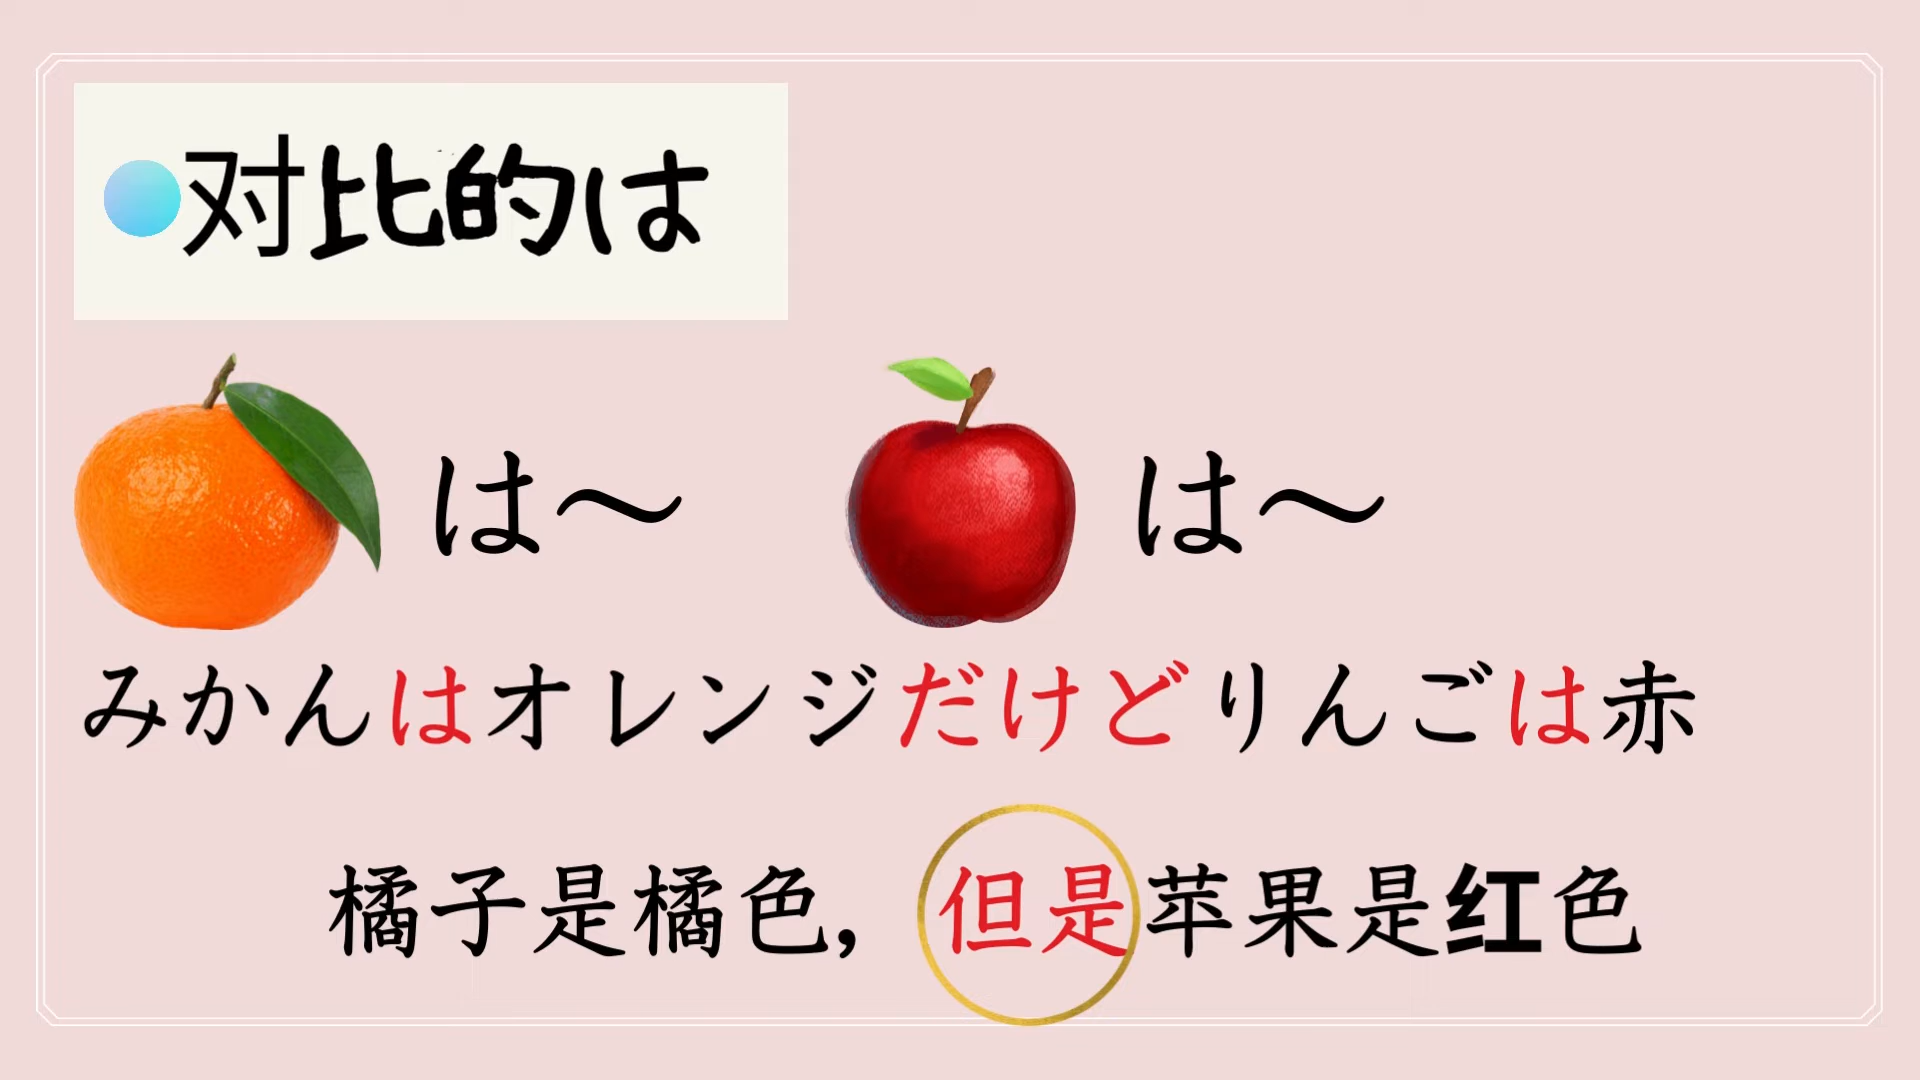 ●对比的は
は～ は～
みかんはオレンジだけどりんごは赤
橘子是橘色，但是苹果是红色